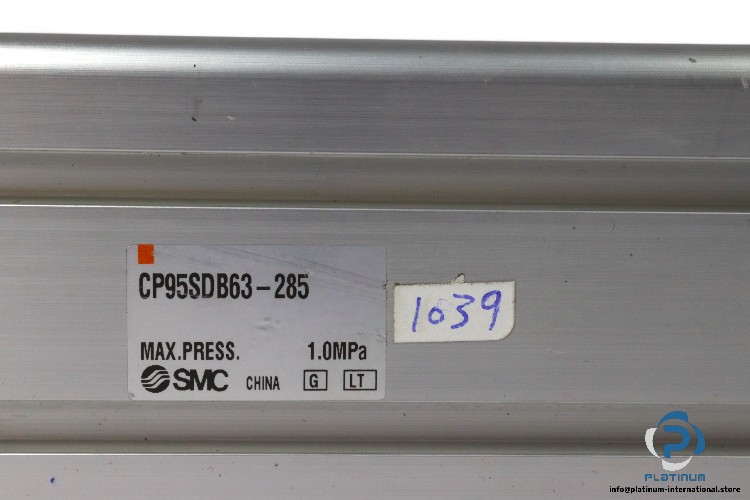 CP95SDB63-285
1039
MAX.PRESS. 1.0MPa
SMC CHINA G LT
PLATINUM
info@platinum-international.store